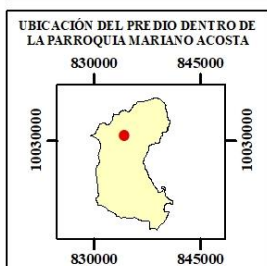 UBICACIÓN DEL PREDIO DENTRO DE
LA PARROQUIA MARIANO ACOSTA
830000 845000
10030000 10030000
830000 845000